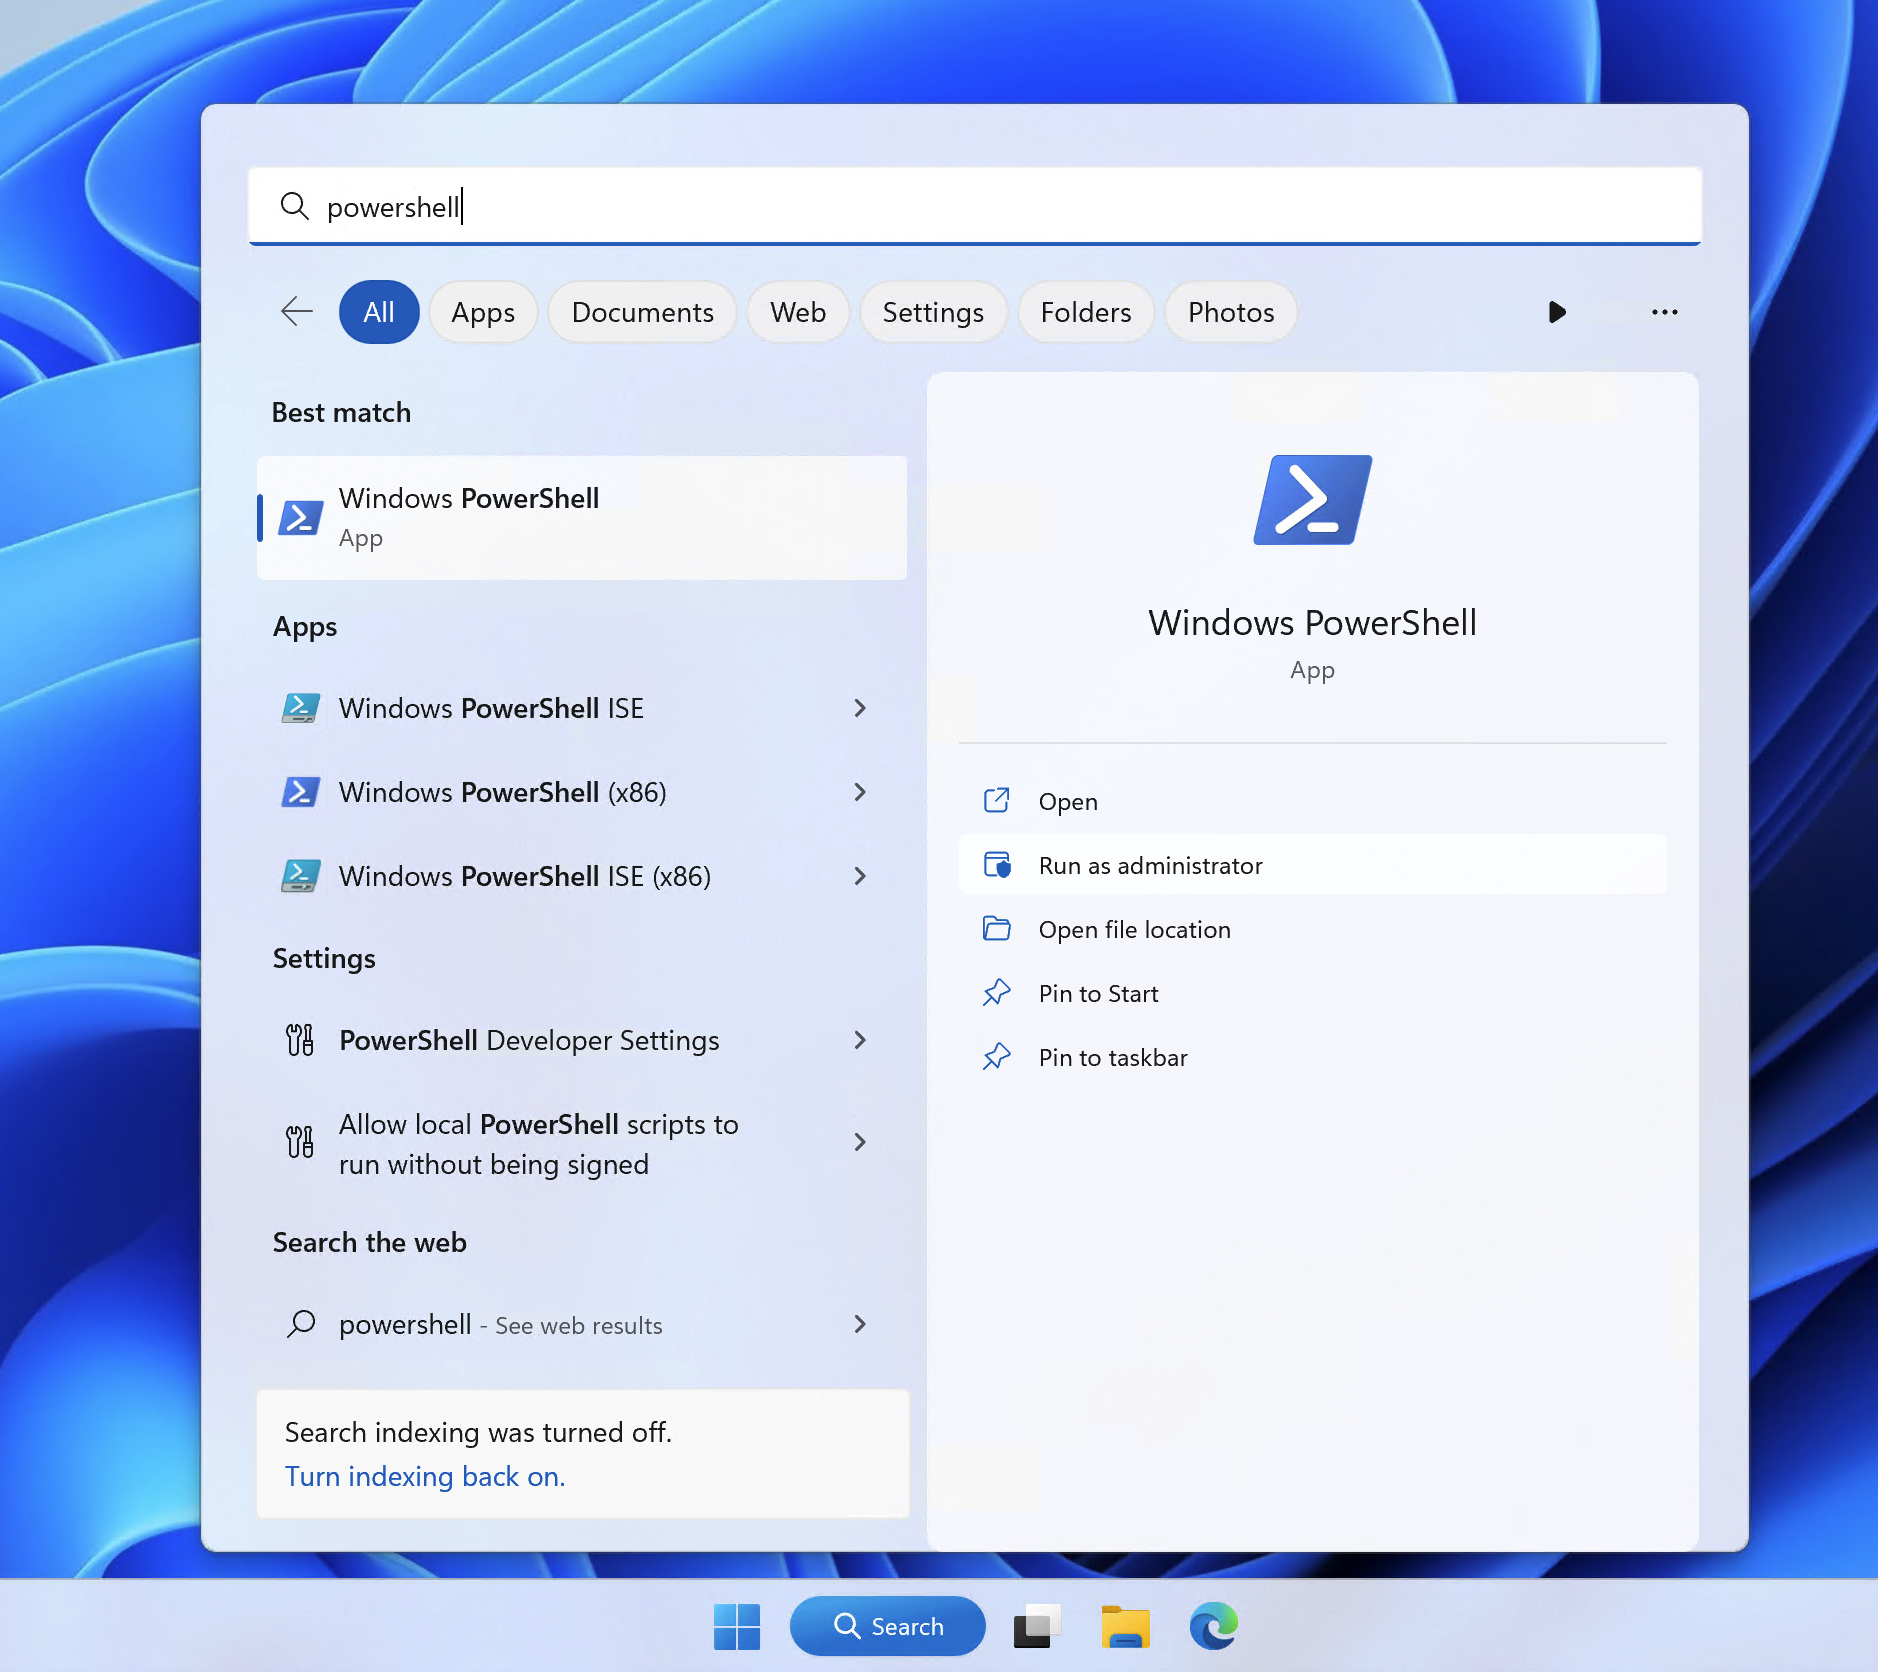 powershell
All Apps Documents Web Settings Folders Photos
Best match
Windows PowerShell
App
Apps
Windows PowerShell ISE
Windows PowerShell (x86)
Windows PowerShell ISE (x86)
Settings
PowerShell Developer Settings
Allow local PowerShell scripts to
run without being signed
Search the web
powershell - See web results
Search indexing was turned off.
Turn indexing back on.
Windows PowerShell
App
Open
Run as administrator
Open file location
Pin to Start
Pin to taskbar
Search